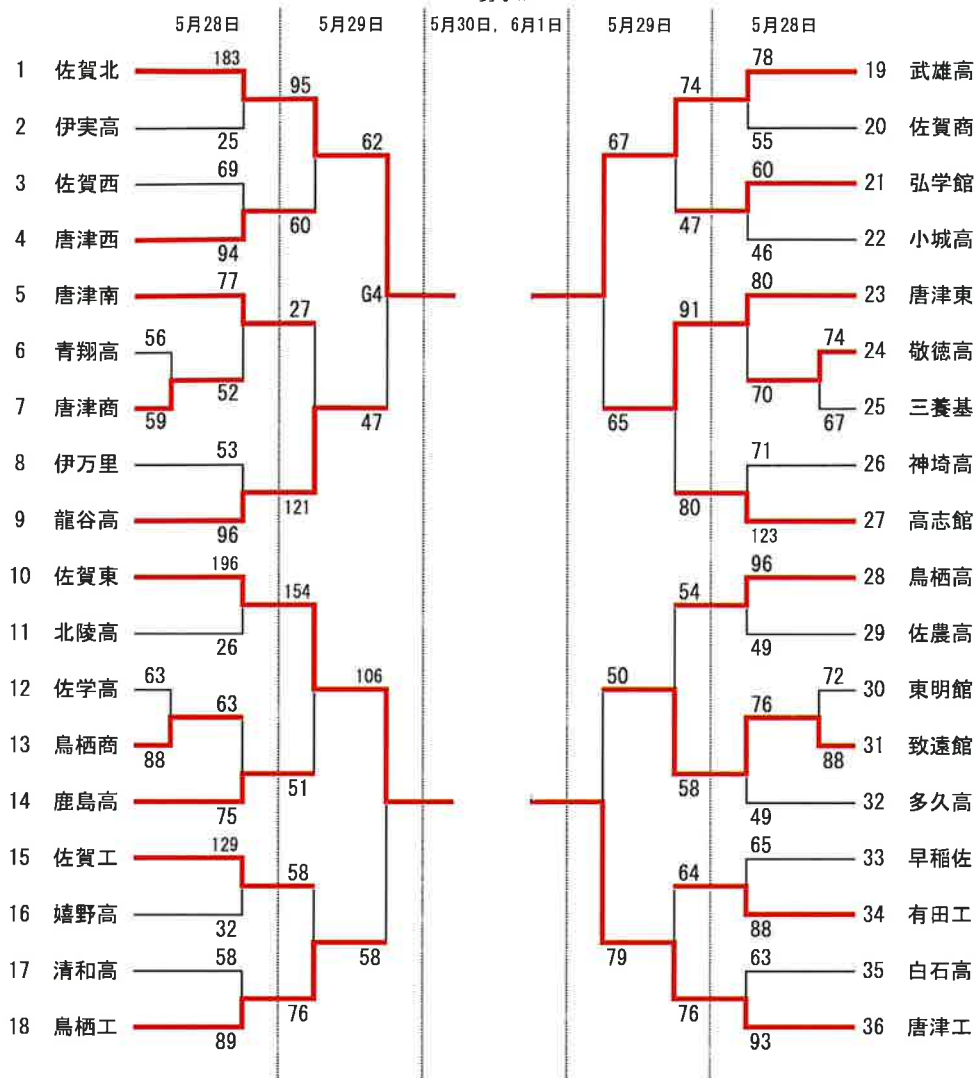 5月28日 5月29日 5月30日，6月1日 5月29日 5月28日
1 佐賀北 183 95 62 67 74 78 19 武雄高
2 伊実高 25 55 20 佐賀商
3 佐賀西 69 60 21 弘学館
4 唐津西 94 60 47 46 22 小城高
5 唐津南 77 27 G4 91 80 23 唐津東
6 青翔高 56 74 24 敬徳高
7 唐津商 59 52 47 65 70 67 25 三養基
8 伊万里 53 71 26 神埼高
9 龍谷高 96 121 80 123 27 高志館
10 佐賀東 196 154 54 96 28 鳥栖高
11 北陵高 26 49 29 佐農高
12 佐学高 63 106 50 72 30 東明館
13 鳥栖商 88 63 76 88 31 致遠館
14 鹿島高 75 51 58 49 32 多久高
15 佐賀工 129 58 64 65 33 早稲佐
16 嬉野高 32 88 34 有田工
17 清和高 58 58 79 63 35 白石高
18 鳥栖工 89 76 76 93 36 唐津工